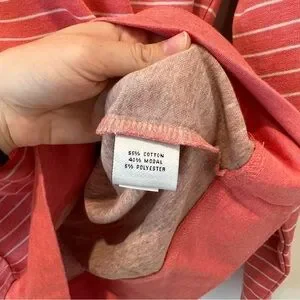 55% COTTON
40% MODAL
5% POLYESTER